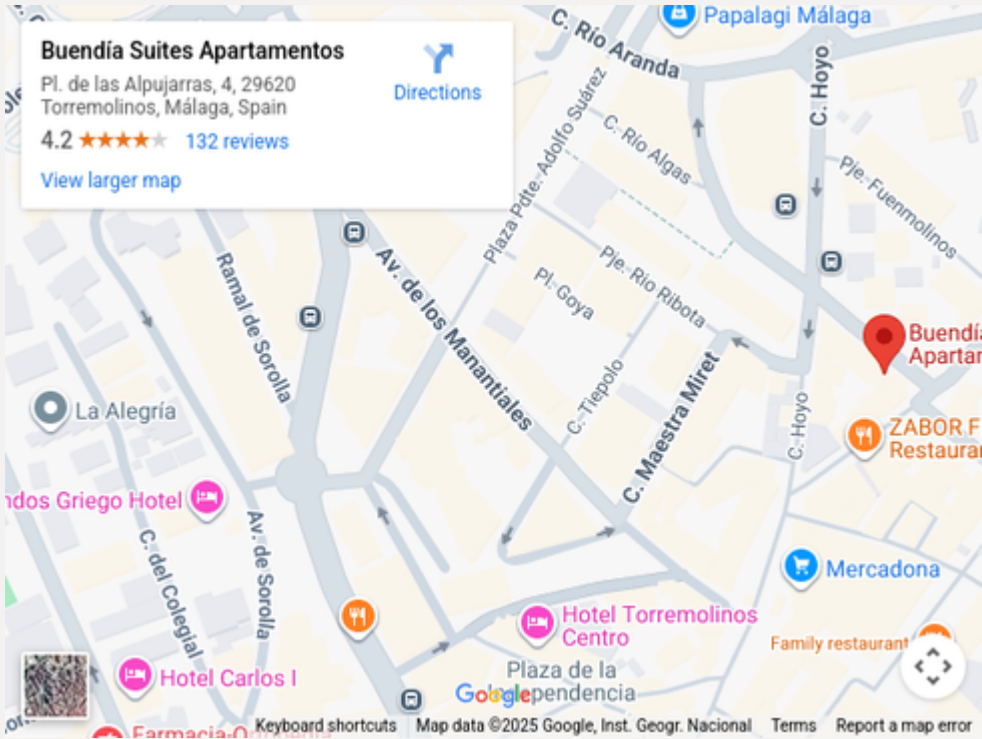 Buendía Suites Apartamentos
Pl. de las Alpujarras, 4, 29620
Torremolinos, Málaga, Spain
4.2
132 reviews
View larger map
Directions
Papalagi Málaga
C. Río Aranda
C. Hoyo
Plaza Pdte. Adolfo Suárez
C. Río Algas
Pje. Fuenmolinos
Ramal de Sorolla
Av. de los Manantiales
Pje. Río Ribota
Pl. Goya
Buendía
Apartam
La Alegría
C. Tiepolo
C. Maestra Miret
C. Hoyo
ZABOR F
Restauran
ndos Griego Hotel
Av. de Sorolla
C. del Colegial
Mercadona
Hotel Torremolinos
Centro
Family restaurant
Plaza de la
Independencia
Google
Hotel Carlos I
Keyboard shortcuts
Map data ©2025 Google, Inst. Geogr. Nacional
Terms
Report a map error